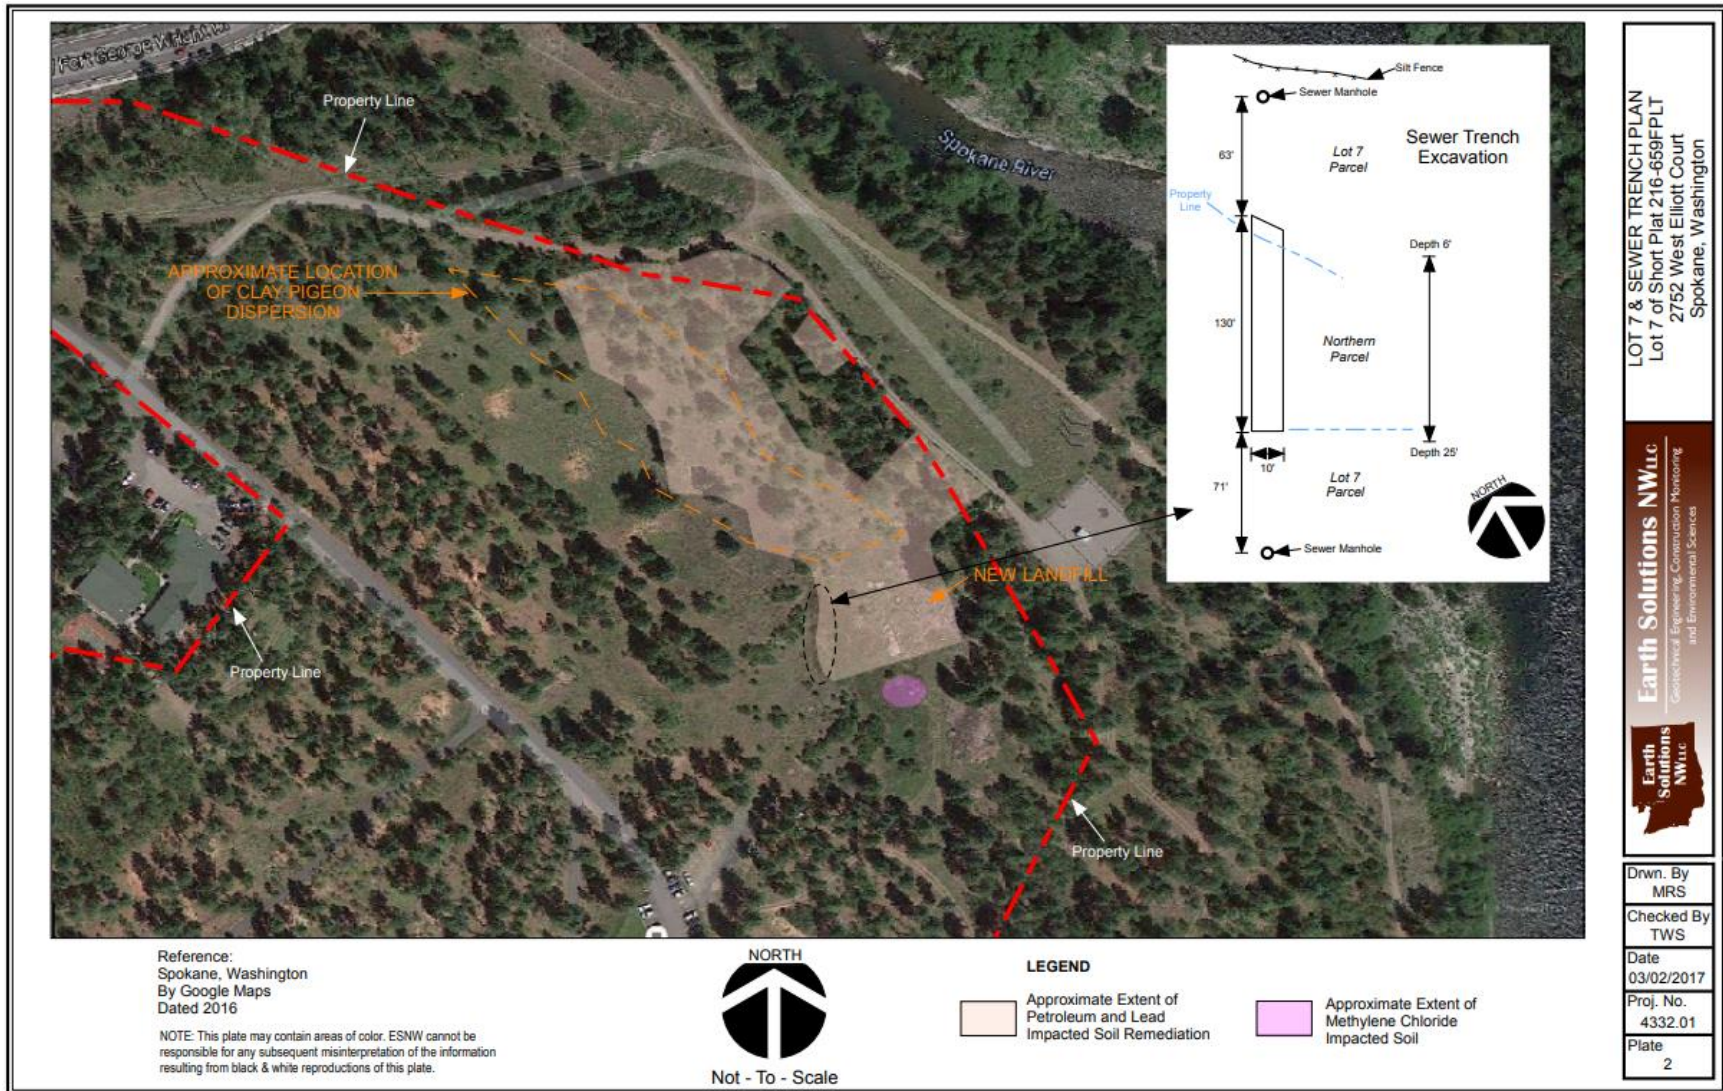 Fort George Wright
Property Line
Spokane River
APPROXIMATE LOCATION
OF CLAY PIGEON
DISPERSION
NEW LANDFILL
Property Line
Property Line
Silt Fence
Sewer Manhole
Sewer Trench
Excavation
63'
Lot 7
Parcel
Property
Line
Depth 6'
130'
Northern
Parcel
Depth 25'
10'
71'
Lot 7
Parcel
NORTH
Sewer Manhole
LOT 7 & SEWER TRENCH PLAN
Lot 7 of Short Plat 216-659FPLT
2752 West Elliott Court
Spokane, Washington
Earth Solutions NWLLC
Geotechnical Engineering, Construction Monitoring
and Environmental Sciences
Earth
Solutions
NWLLC
Drwn. By
MRS
Checked By
TWS
Date
03/02/2017
Proj. No.
4332.01
Plate
2
Reference:
Spokane, Washington
By Google Maps
Dated 2016
NOTE: This plate may contain areas of color. ESNW cannot be
responsible for any subsequent misinterpretation of the information
resulting from black & white reproductions of this plate.
NORTH
Not - To - Scale
LEGEND
Approximate Extent of
Petroleum and Lead
Impacted Soil Remediation
Approximate Extent of
Methylene Chloride
Impacted Soil